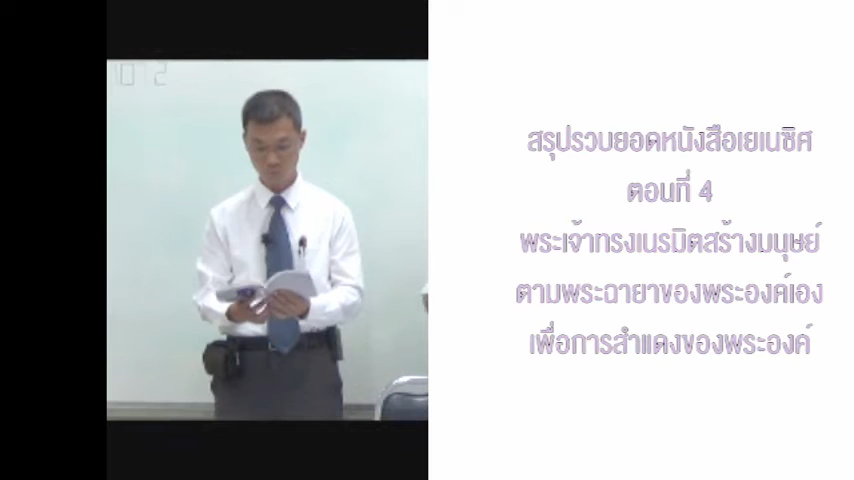 สรุปรวบยอดหนังสือเยเนซิศ
ตอนที่ 4
พระเจ้าทรงเนรมิตสร้างมนุษย์
ตามพระฉายาของพระองค์เอง
เพื่อการสำแดงของพระองค์